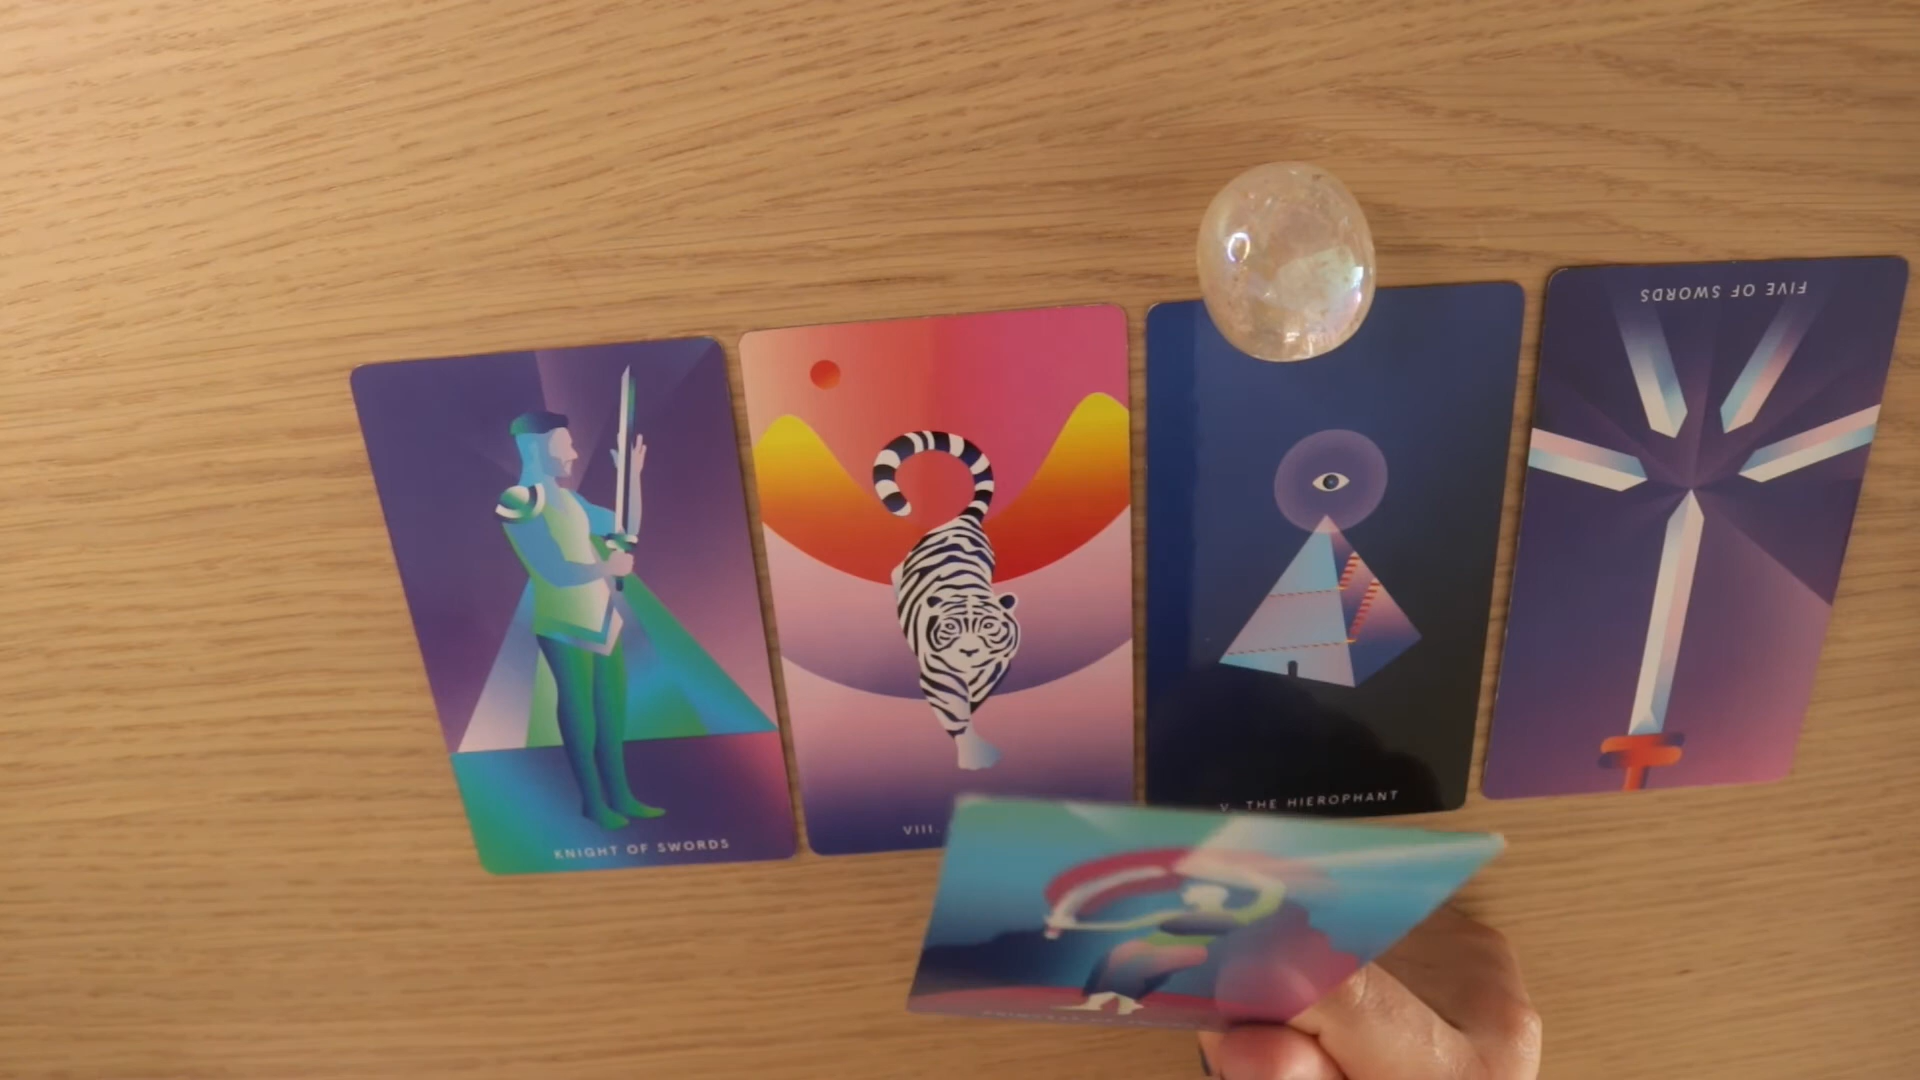 FIVE OF SWORDS
KNIGHT OF SWORDS
VIII.
V. THE HIEROPHANT